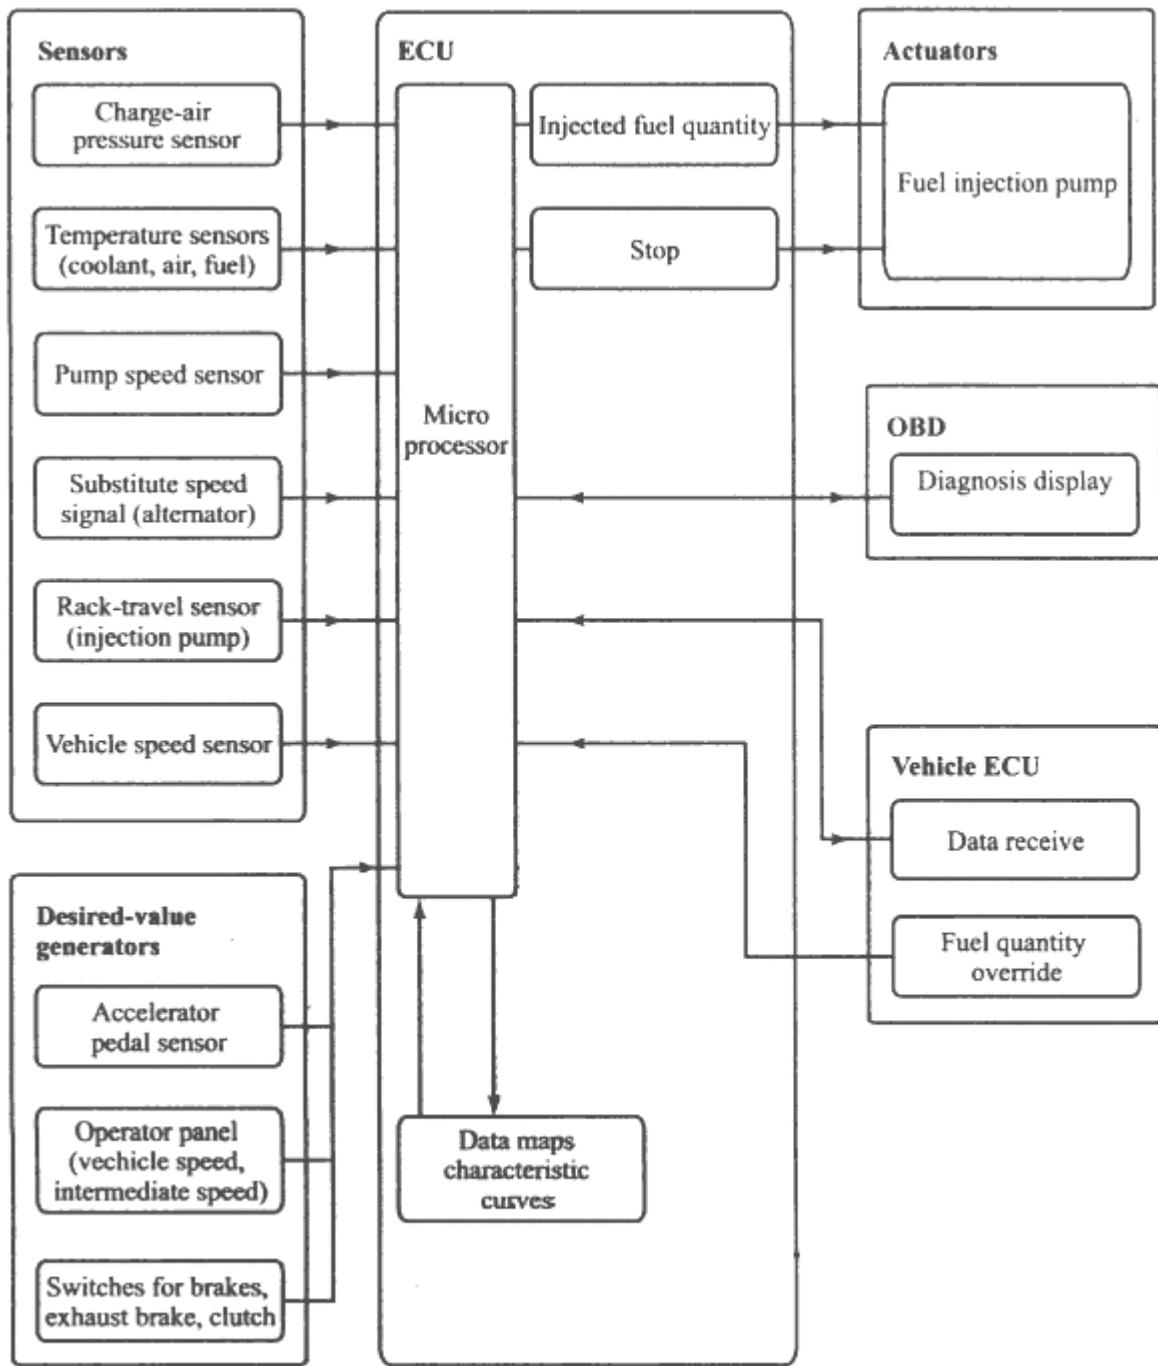 Sensors
Charge-air
pressure sensor
Temperature sensors
(coolant, air, fuel)
Pump speed sensor
Substitute speed
signal (alternator)
Rack-travel sensor
(injection pump)
Vehicle speed sensor
Desired-value
generators
Accelerator
pedal sensor
Operator panel
(vechicle speed,
intermediate speed)
Switches for brakes,
exhaust brake, clutch
ECU
Micro
processor
Injected fuel quantity
Stop
Data maps
characteristic
curves
Actuators
Fuel injection pump
OBD
Diagnosis display
Vehicle ECU
Data receive
Fuel quantity
override